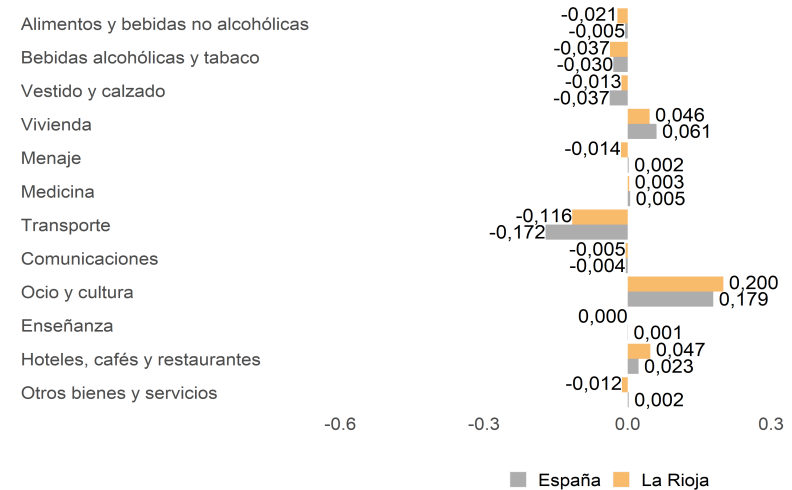 Alimentos y bebidas no alcohólicas
-0,021
-0,005
Bebidas alcohólicas y tabaco
-0,037
-0,030
Vestido y calzado
-0,013
-0,037
Vivienda
0,046
0,061
Menaje
-0,014
0,002
Medicina
0,003
0,005
Transporte
-0,116
-0,172
Comunicaciones
-0,005
-0,004
Ocio y cultura
0,200
0,179
Enseñanza
0,000
0,001
Hoteles, cafés y restaurantes
0,047
0,023
Otros bienes y servicios
-0,012
0,002
-0.6 -0.3 0.0 0.3
España La Rioja